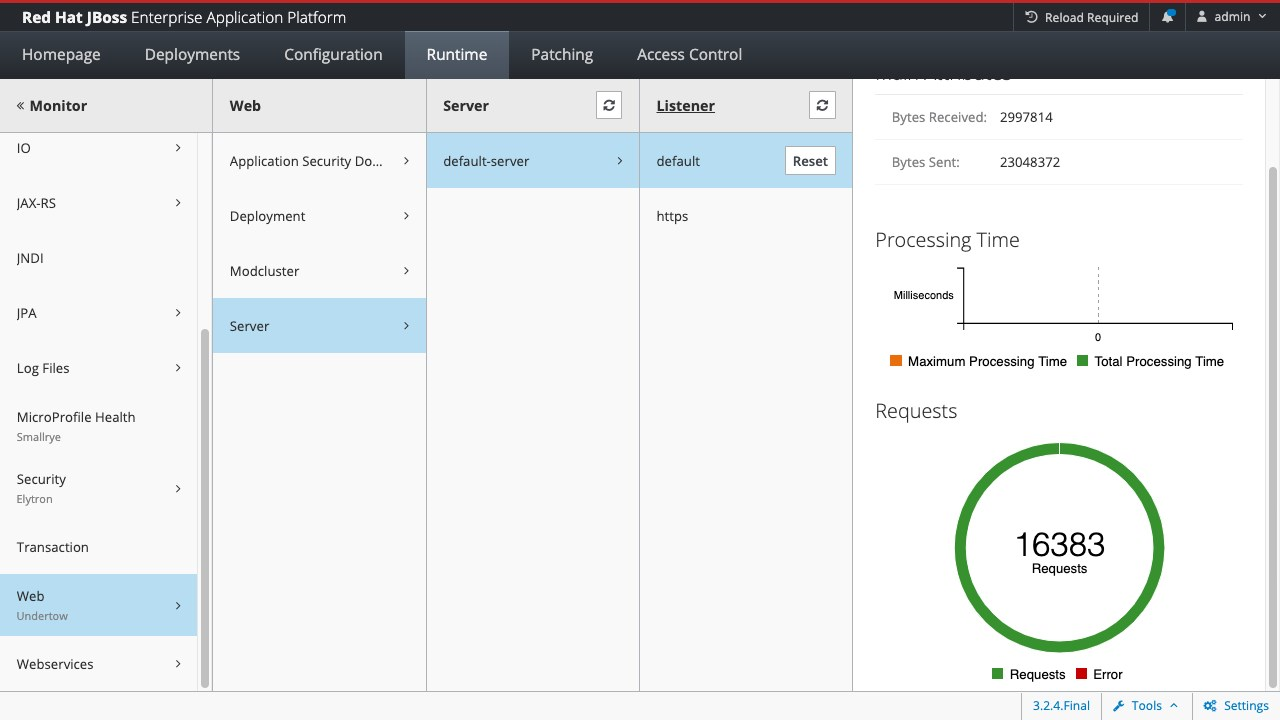 Red Hat JBoss Enterprise Application Platform
Reload Required
admin
Homepage
Deployments
Configuration
Runtime
Patching
Access Control
« Monitor
IO
JAX-RS
JNDI
JPA
Log Files
MicroProfile Health
Smallrye
Security
Elytron
Transaction
Web
Undertow
Webservices
Web
Application Security Do...
Deployment
Modcluster
Server
Server
default-server
Listener
default
Reset
https
Bytes Received: 2997814
Bytes Sent: 23048372
Processing Time
Milliseconds
0
Maximum Processing Time
Total Processing Time
Requests
16383
Requests
Requests
Error
3.2.4.Final
Tools
Settings